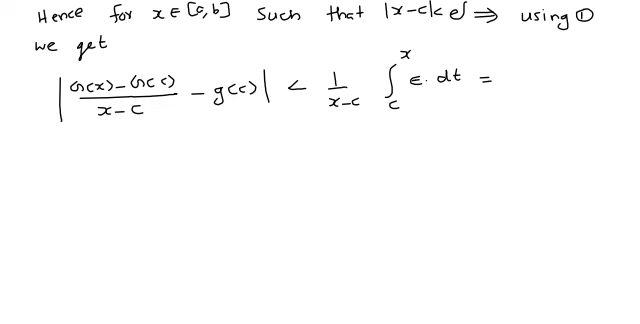 Hence for x ∈ [a, b] such that |x-c| < δ ⇒ using ①
we get
| (G(x) - G(c)) / (x - c) - g(c) | < 1/(x-c) ∫_c^x ε. dt =